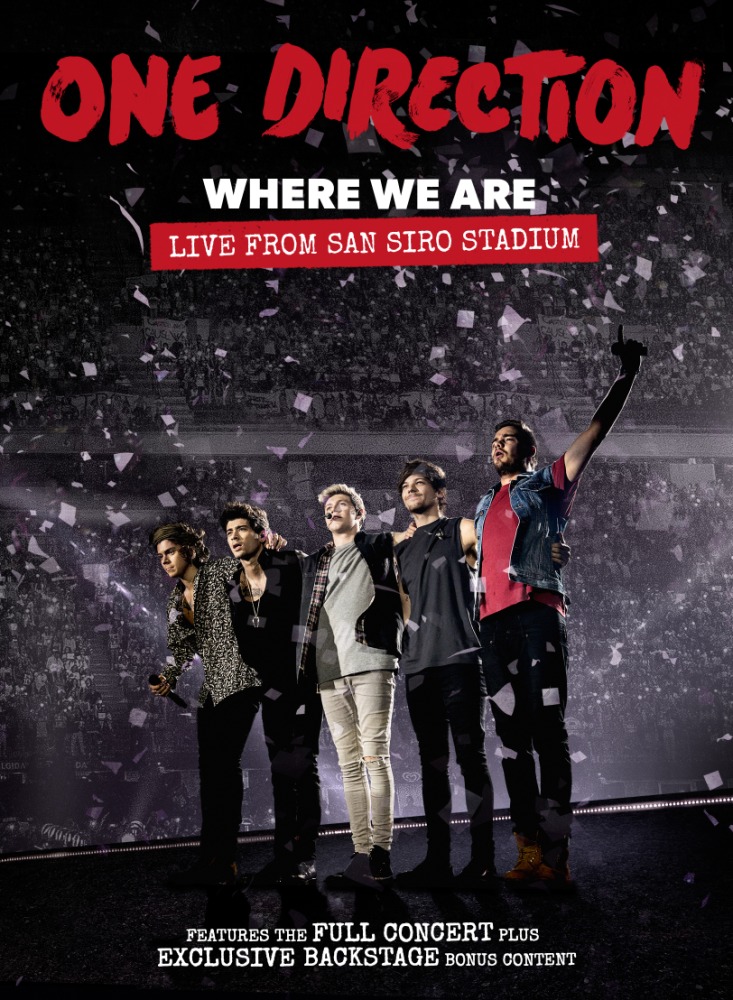 ONE DIRECTION
WHERE WE ARE
LIVE FROM SAN SIRO STADIUM
FEATURES THE FULL CONCERT PLUS
EXCLUSIVE BACKSTAGE BONUS CONTENT